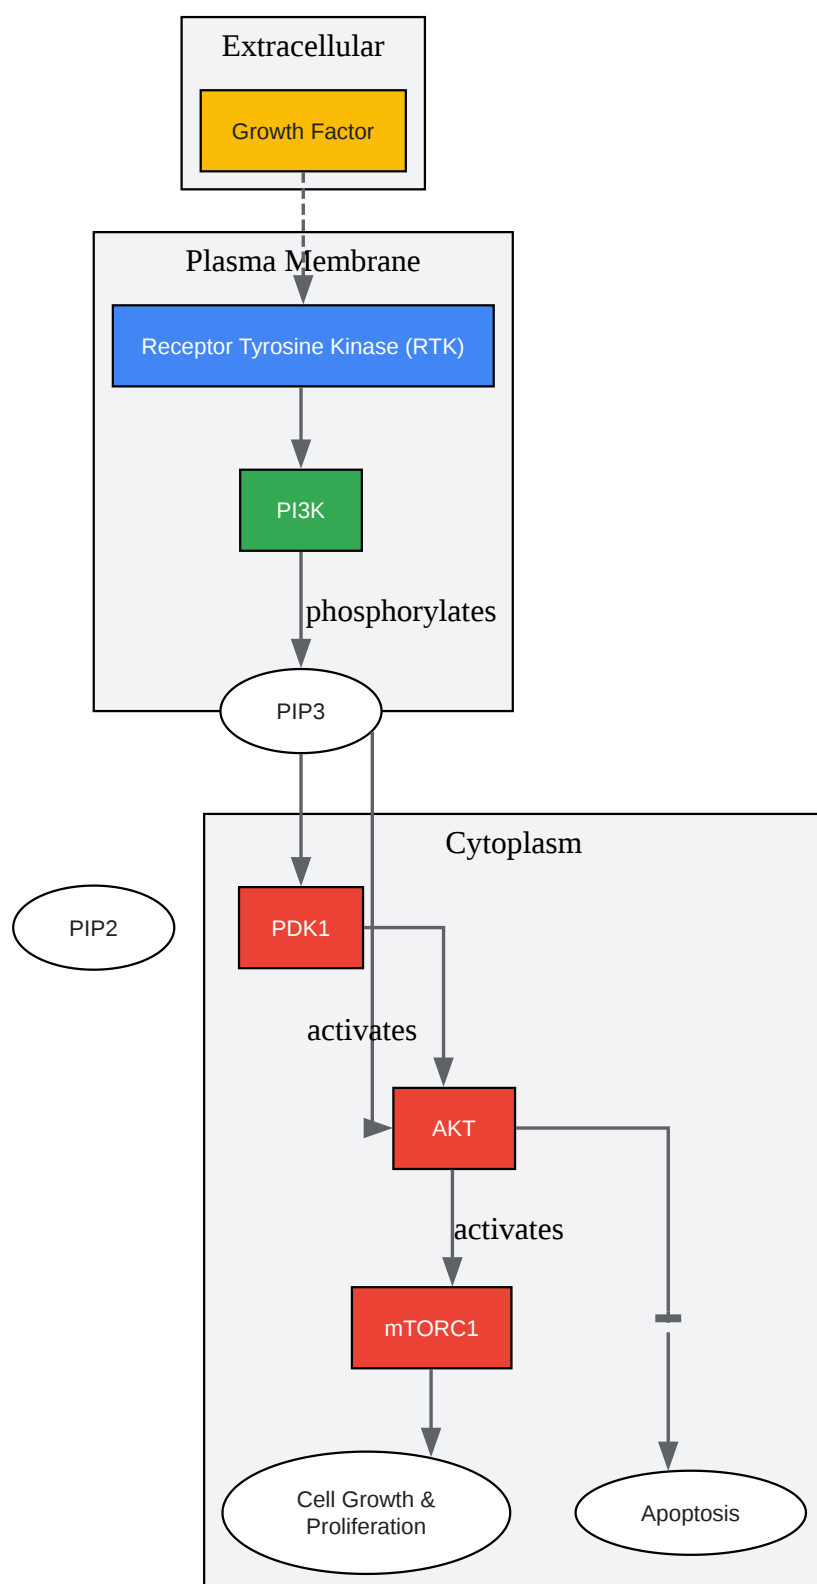 Extracellular
Growth Factor
Plasma Membrane
Receptor Tyrosine Kinase (RTK)
PI3K
phosphorylates
PIP3
Cytoplasm
PIP2
PDK1
activates
AKT
activates
mTORC1
Cell Growth &
Proliferation
Apoptosis